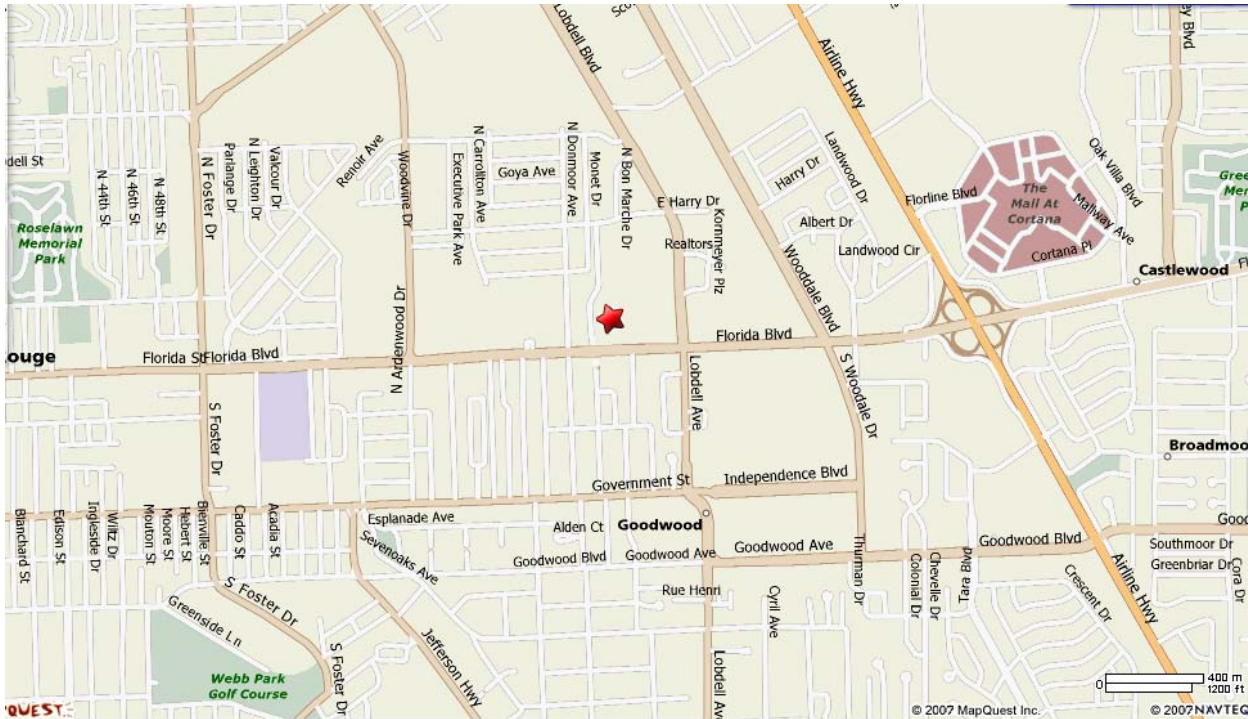 Lobdell Blvd
Airline Hwy
dell St
N 44th St
N 46th St
N 48th St
N Foster Dr
Parlange Dr
N Leighton Dr
Valcour Dr
Renoir Ave
Woodvine Dr
Executive Park Ave
N Carrollton Ave
Goya Ave
N Donmoor Ave
Monet Dr
N Bon Marche Dr
E Harry Dr
Realtors
Kornmeyer Plz
Harry Dr
Landwood Dr
Albert Dr
Landwood Cir
Wooddale Blvd
Florline Blvd
The
Mall At
Cortana
Oak Villa Blvd
Mallway Ave
Cortana Pl
Castlewood
Roselawn
Memorial
Park
ouge
Florida St
Florida Blvd
N Ardenwood Dr
Florida Blvd
Lobdell Ave
S Woodale Dr
S Foster Dr
Broadmoo
Government St
Independence Blvd
Blanchard St
Edison St
Ingleside Dr
Wiltz Dr
Mouton St
Moore St
Hebert St
Bienville St
Caddo St
Acadia St
Esplanade Ave
Sevenoaks Ave
Alden Ct
Goodwood
Goodwood Blvd
Goodwood Ave
Goodwood Ave
Goodwood Blvd
Good
Southmoor Dr
Greenbriar Dr
Cora Dr
Thurman Dr
Colonial Dr
Chevelle Dr
Tara Blvd
Crescent Dr
Airline Hwy
Rue Henri
Cyril Ave
Lobdell Av
S Foster Dr
Greenside Ln
S Foster Dr
Jefferson Hwy
Webb Park
Golf Course
0
400 m
1200 ft
QUEST
© 2007 MapQuest Inc.
© 2007 NAVTEQ